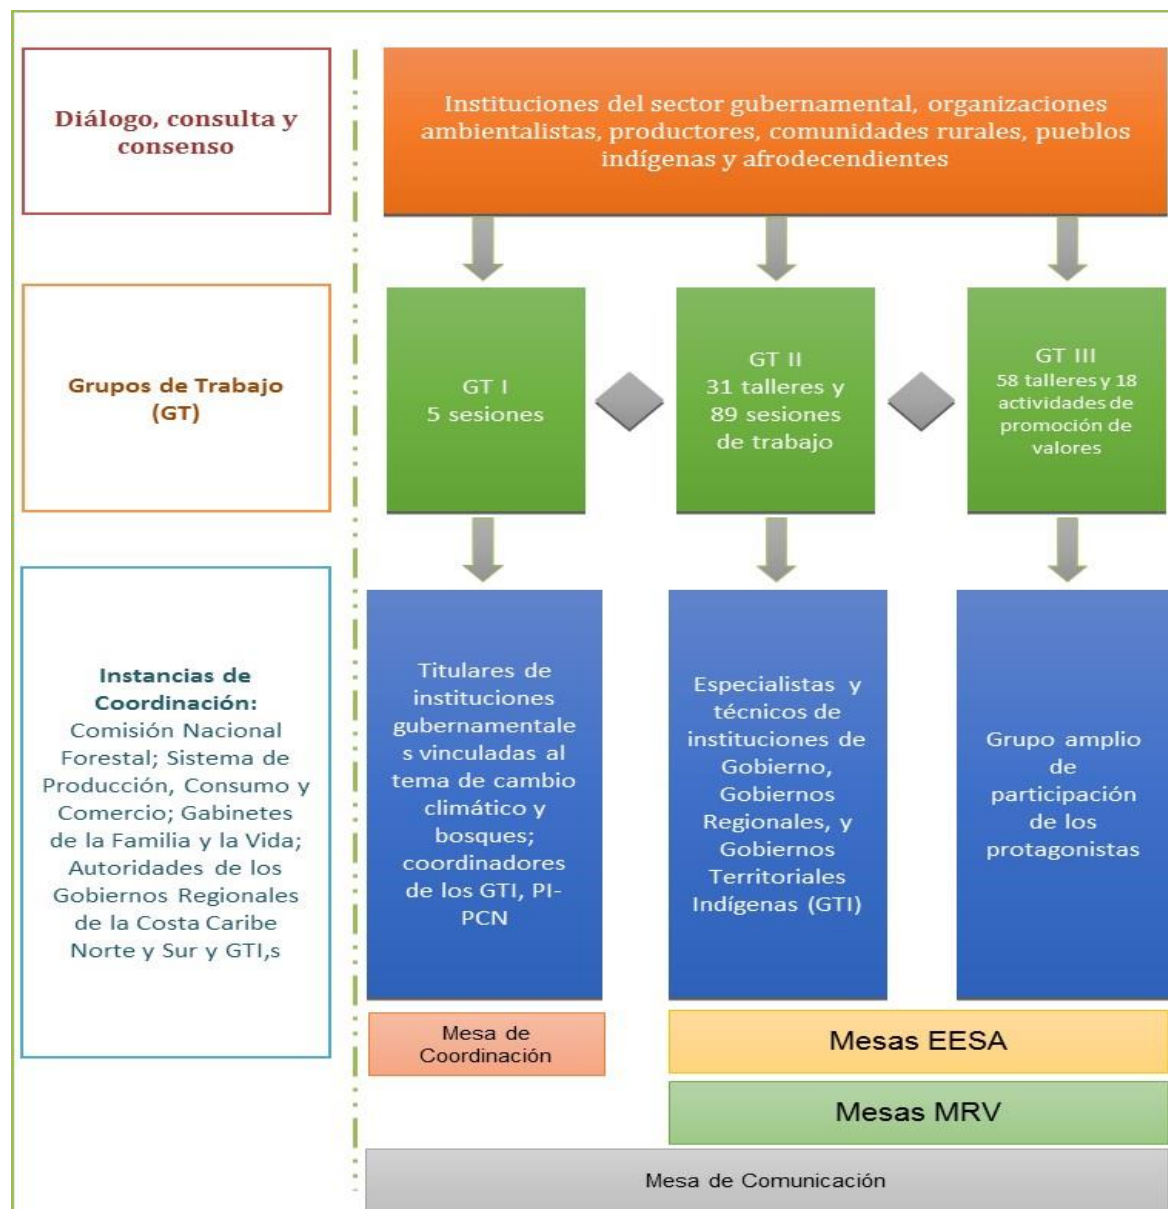 Diálogo, consulta y
consenso
Instituciones del sector gubernamental, organizaciones
ambientalistas, productores, comunidades rurales, pueblos
indígenas y afrodecendientes
Grupos de Trabajo
(GT)
GT I
5 sesiones
GT II
31 talleres y
89 sesiones
de trabajo
GT III
58 talleres y 18
actividades de
promoción de
valores
Instancias de
Coordinación:
Comisión Nacional
Forestal; Sistema de
Producción, Consumo y
Comercio; Gabinetes
de la Familia y la Vida;
Autoridades de los
Gobiernos Regionales
de la Costa Caribe
Norte y Sur y GTI,s
Titulares de
instituciones
gubernamentale
s vinculadas al
tema de cambio
climático y
bosques;
coordinadores
de los GTI, PI-
PCN
Especialistas y
técnicos de
instituciones de
Gobierno,
Gobiernos
Regionales, y
Gobiernos
Territoriales
Indígenas (GTI)
Grupo amplio
de
participación
de los
protagonistas
Mesa de
Coordinación
Mesas EESA
Mesas MRV
Mesa de Comunicación